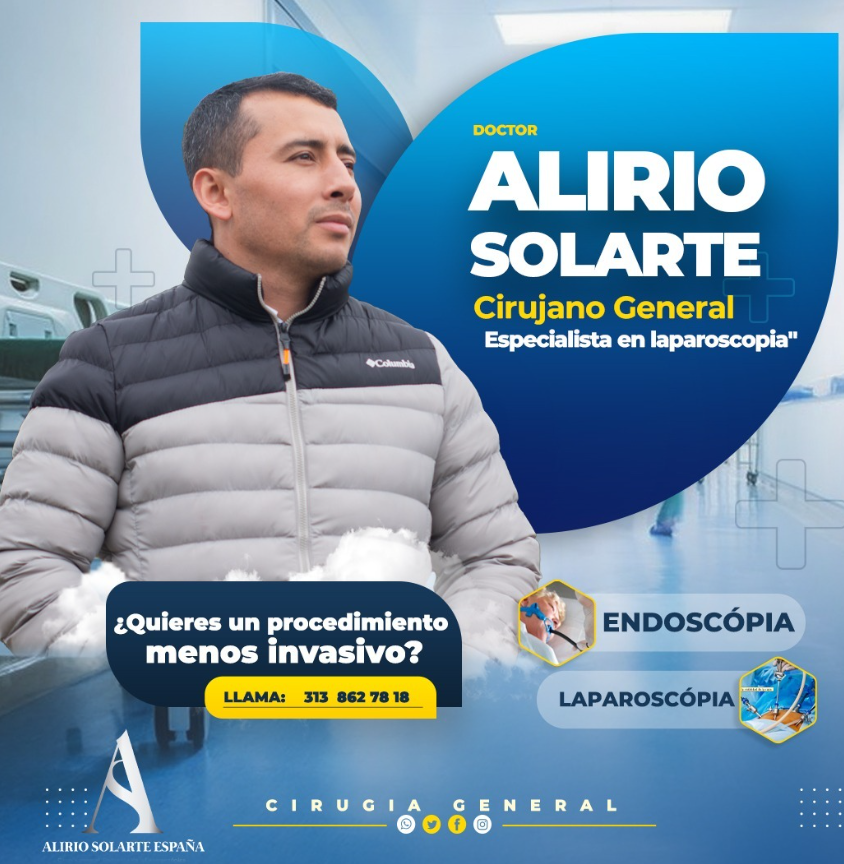 DOCTOR
ALIRIO
SOLARTE
Cirujano General
Especialista en laparoscopia"
Columbia
¿Quieres un procedimiento
menos invasivo?
LLAMA: 313 862 78 18
ENDOSCÓPIA
LAPAROSCÓPIA
CIRUGIA GENERAL
ALIRIO SOLARTE ESPAÑA